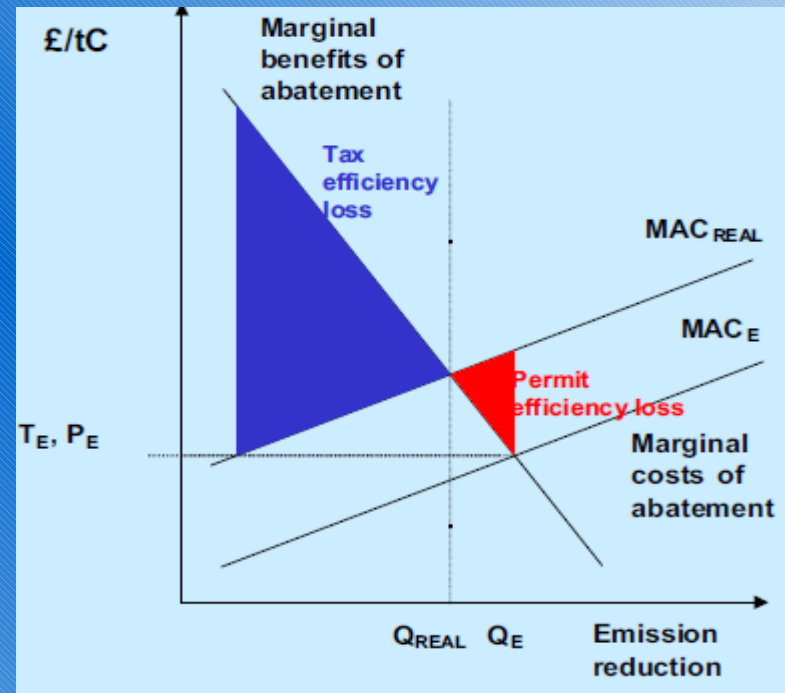 £/tC
Marginal
benefits of
abatement
Tax
efficiency
loss
MAC REAL
MAC E
Permit
efficiency loss
TE, PE
Marginal
costs of
abatement
QREAL QE
Emission
reduction